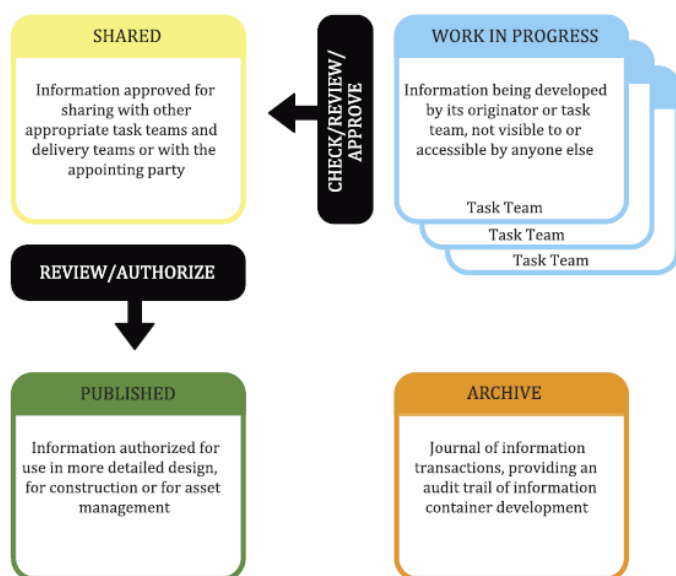 SHARED
Information approved for
sharing with other
appropriate task teams and
delivery teams or with the
appointing party
CHECK/REVIEW/
APPROVE
WORK IN PROGRESS
Information being developed
by its originator or task
team, not visible to or
accessible by anyone else
Task Team
Task Team
Task Team
REVIEW/AUTHORIZE
PUBLISHED
Information authorized for
use in more detailed design,
for construction or for asset
management
ARCHIVE
Journal of information
transactions, providing an
audit trail of information
container development